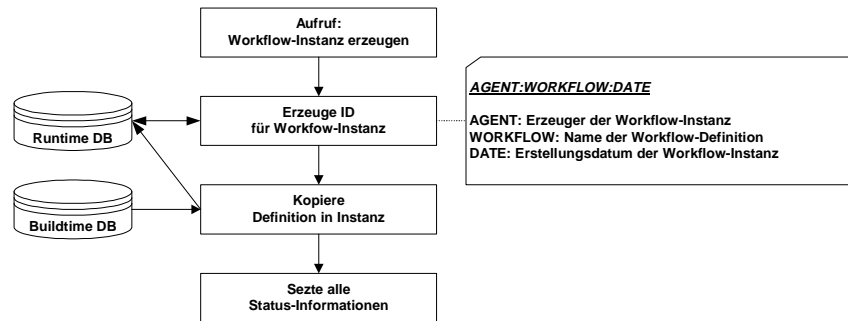 Aufruf:
Workflow-Instanz erzeugen
AGENT:WORKFLOW:DATE
Erzeuge ID
für Workfow-Instanz
AGENT: Erzeuger der Workflow-Instanz
WORKFLOW: Name der Workflow-Definition
DATE: Erstellungsdatum der Workflow-Instanz
Runtime DB
Kopiere
Definition in Instanz
Buildtime DB
Sezte alle
Status-Informationen